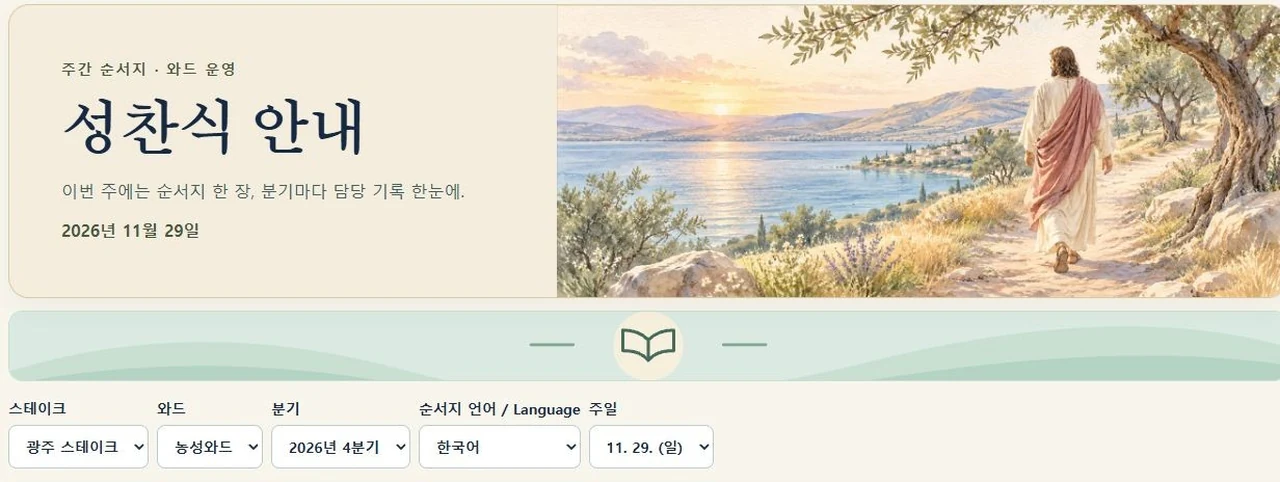 주간 순서지 · 와드 운영
성찬식 안내
이번 주에는 순서지 한 장, 분기마다 담당 기록 한눈에.
2026년 11월 29일
스테이크 와드 분기 순서지 언어 / Language 주일
광주 스테이크 농성와드 2026년 4분기 한국어 11. 29. (일)